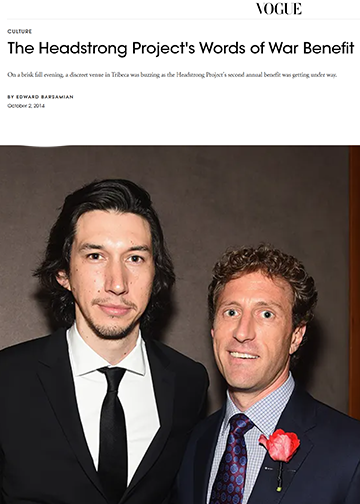 VOGUE
CULTURE
The Headstrong Project's Words of War Benefit
On a brisk fall evening, a discreet venue in Tribeca was buzzing as the Headstrong Project's second annual benefit was getting under way.
BY EDWARD BARSAMIAN
October 2, 2014